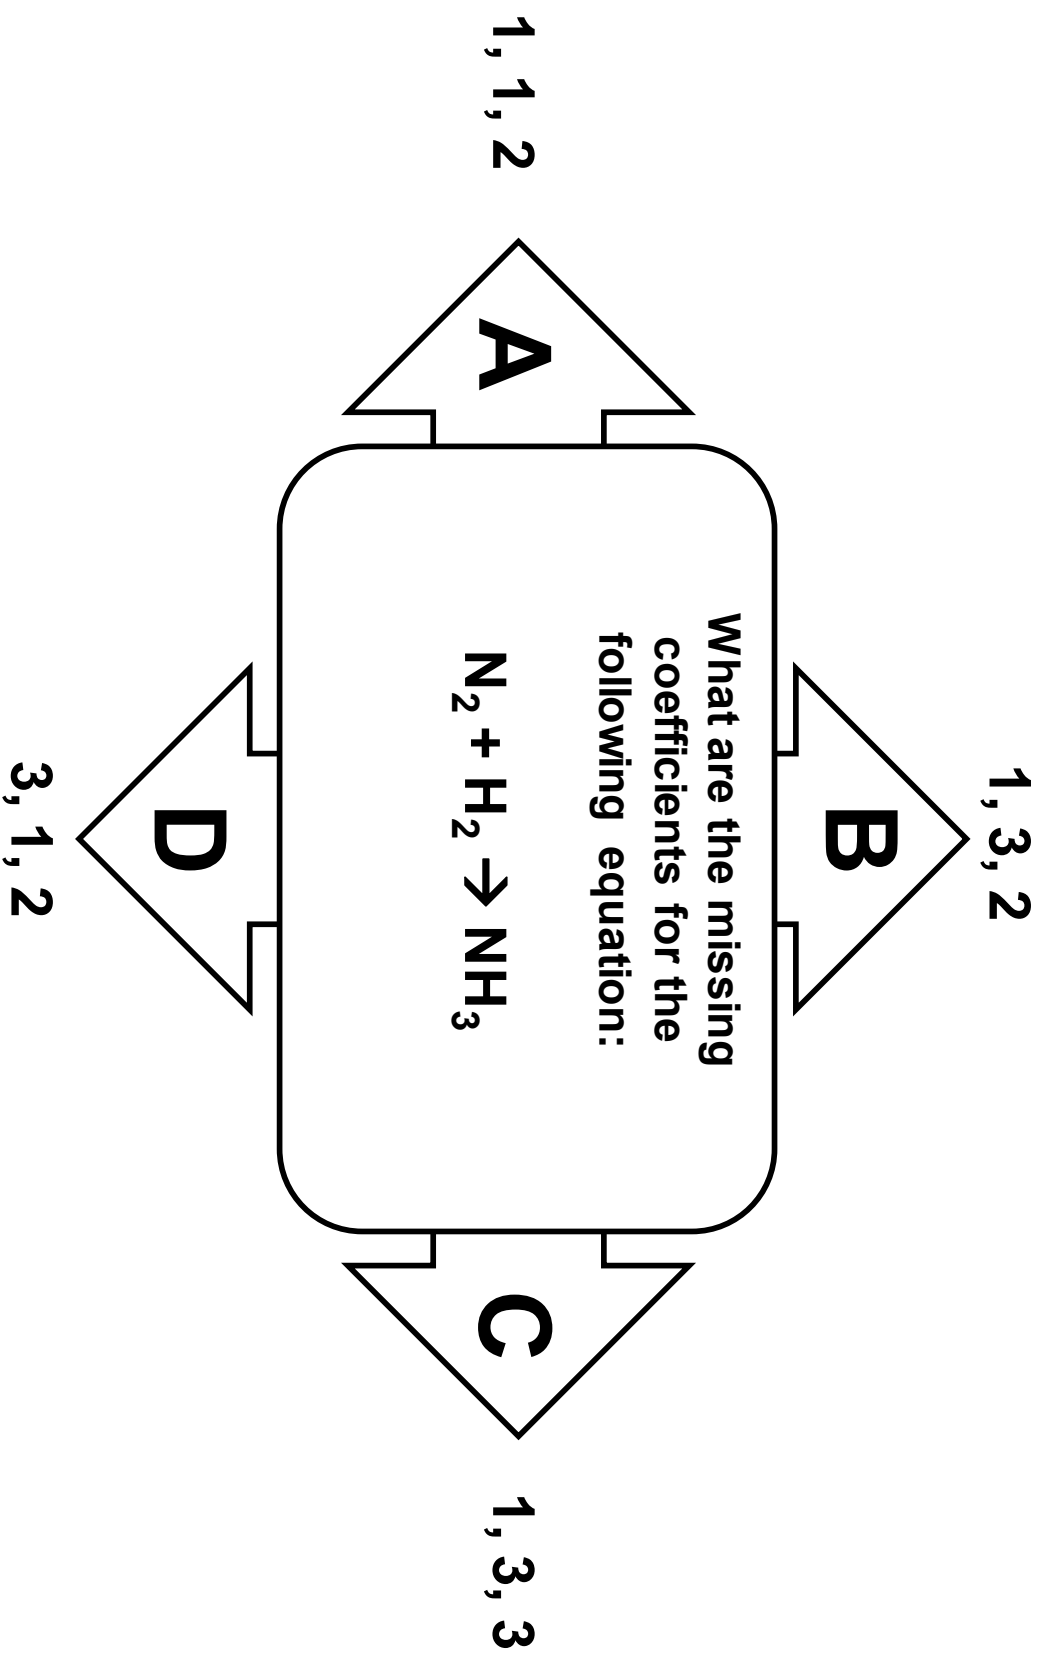 1, 3, 2
B
1, 1, 2
A
What are the missing
coefficients for the
following equation:
N₂ + H₂ → NH₃
C
1, 3, 3
D
3, 1, 2